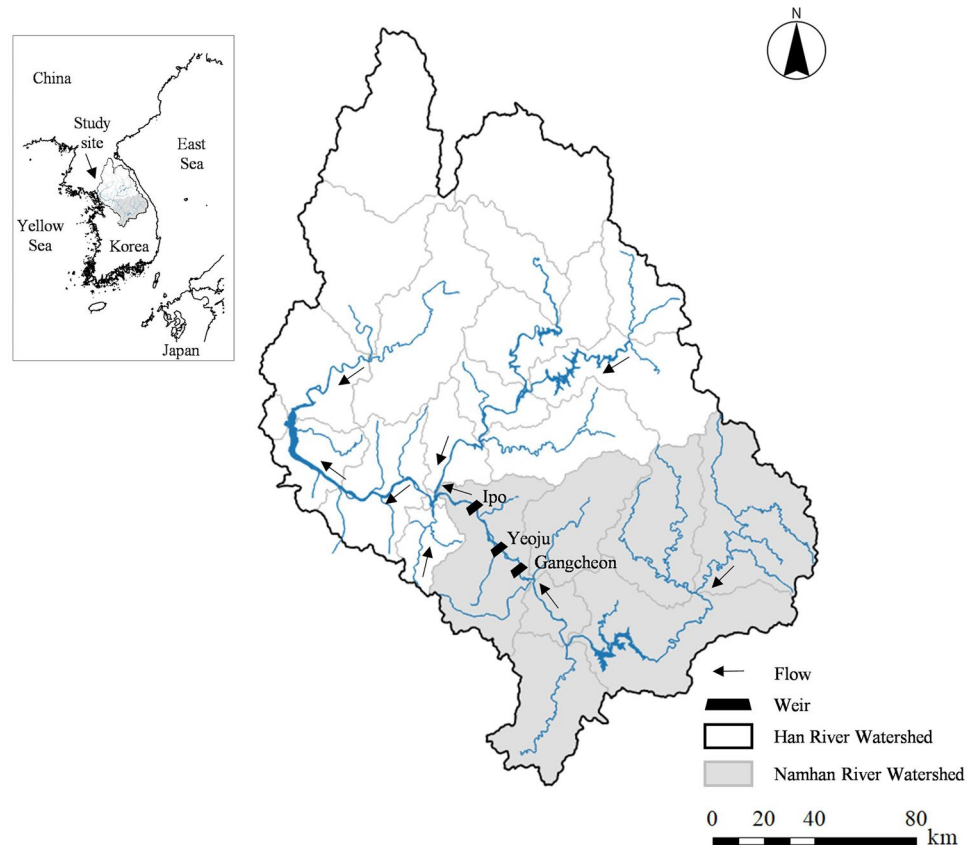 China
Study
site
East
Sea
Yellow
Sea
Korea
Japan
N
Ipo
Yeoju
Gangcheon
Flow
Weir
Han River Watershed
Namhan River Watershed
0 20 40 80
km